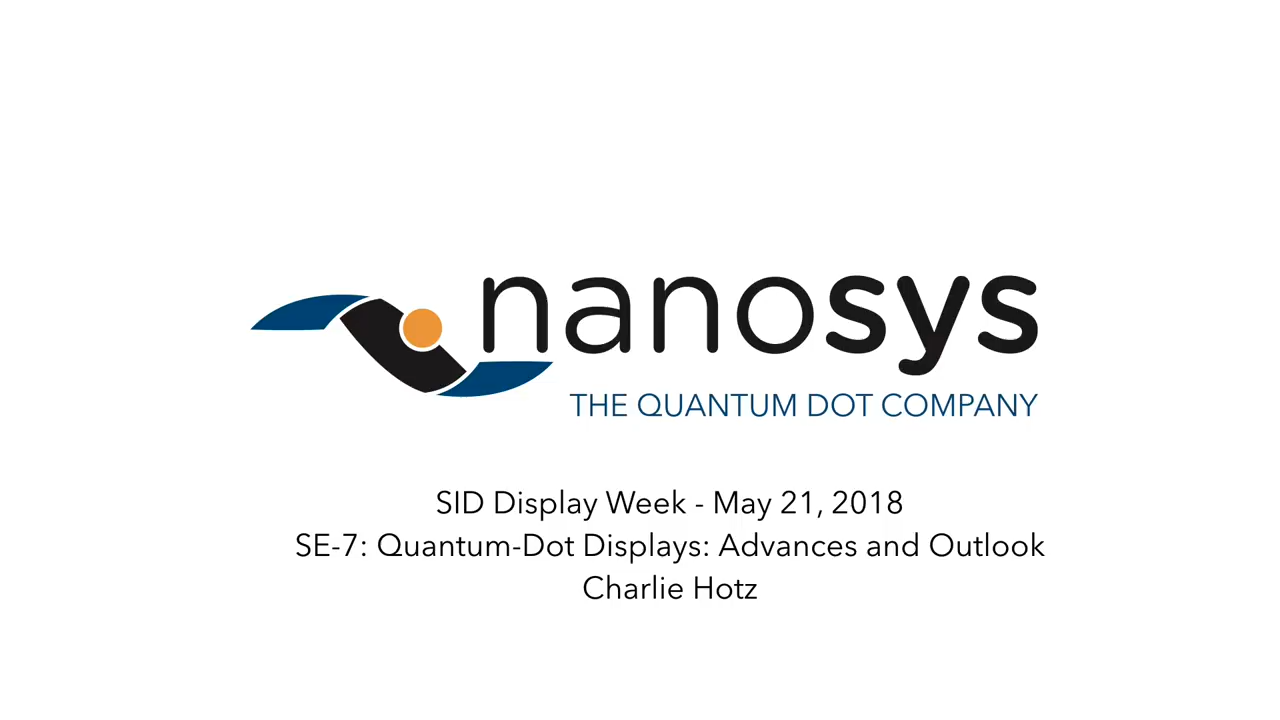 nanosys
THE QUANTUM DOT COMPANY
SID Display Week - May 21, 2018
SE-7: Quantum-Dot Displays: Advances and Outlook
Charlie Hotz